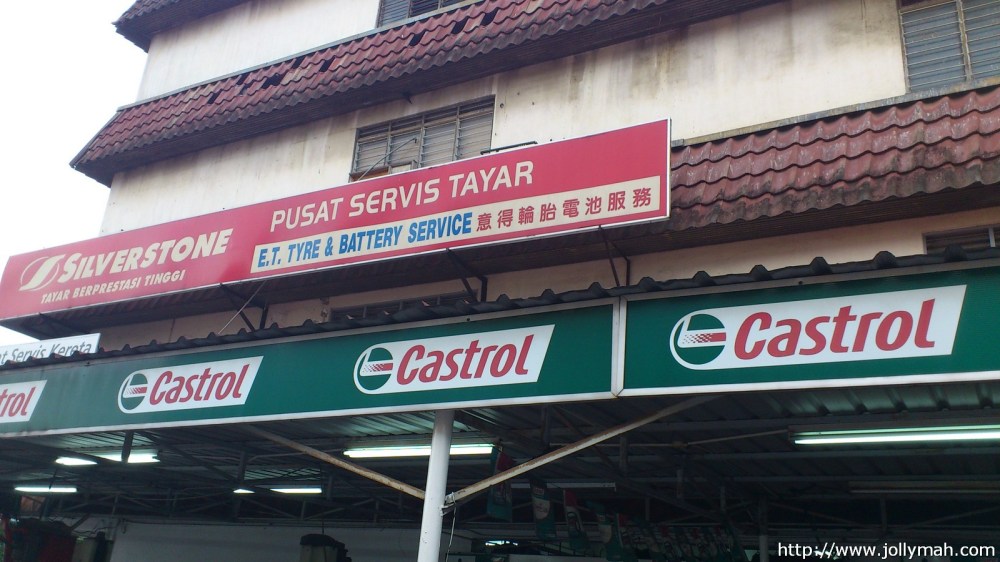 SILVERSTONE
TAYAR BERPRESTASI TINGGI
PUSAT SERVIS TAYAR
E.T. TYRE & BATTERY SERVICE 意得輪胎電池服務
Servis Kereta
Castrol
Castrol
Castrol
http://www.jollymah.com